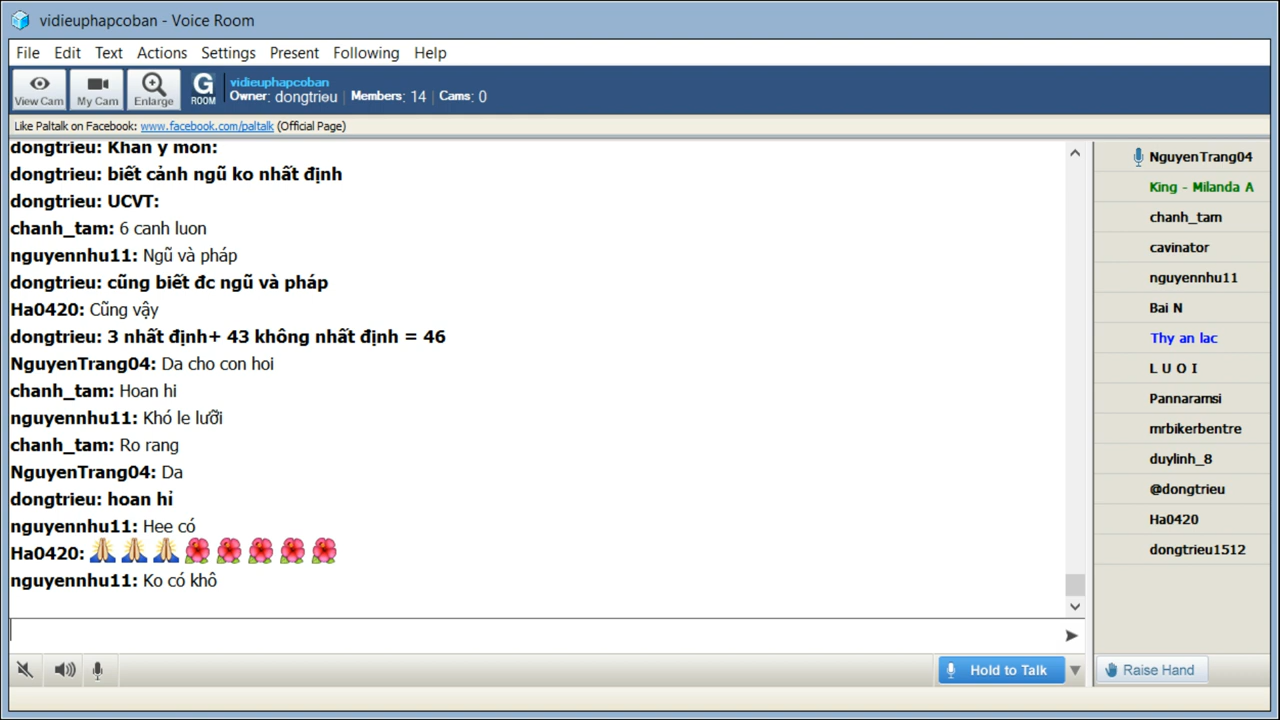 vidieuphapcoban - Voice Room
File Edit Text Actions Settings Present Following Help
View Cam
My Cam
Enlarge
G ROOM
vidieuphapcoban
Owner: dongtrieu | Members: 14 | Cams: 0
Like Paltalk on Facebook: www.facebook.com/paltalk (Official Page)
dongtrieu: Khán ý môn:
dongtrieu: biết cảnh ngũ ko nhất định
dongtrieu: UCVT:
chanh_tam: 6 canh luon
nguyennhu11: Ngũ và pháp
dongtrieu: cũng biết đc ngũ và pháp
Ha0420: Cũng vậy
dongtrieu: 3 nhất định+ 43 không nhất định = 46
NguyenTrang04: Da cho con hoi
chanh_tam: Hoan hi
nguyennhu11: Khó le lưỡi
chanh_tam: Ro rang
NguyenTrang04: Da
dongtrieu: hoan hỉ
nguyennhu11: Hee có
Ha0420: 🙏🙏🙏🌺🌺🌺🌺🌺
nguyennhu11: Ko có khô
NguyenTrang04
King - Milanda A
chanh_tam
cavinator
nguyennhu11
Bai N
Thy an lac
L U O I
Pannaramsi
mrbikerbentre
duylinh_8
@dongtrieu
Ha0420
dongtrieu1512
Hold to Talk
Raise Hand